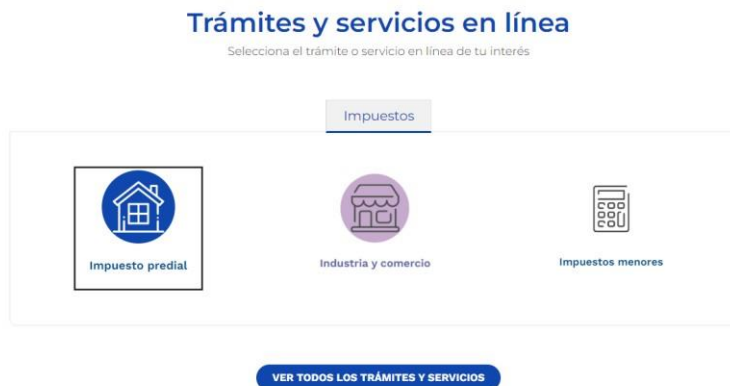 Trámites y servicios en línea
Selecciona el trámite o servicio en línea de tu interés
Impuestos
Impuesto predial
Industria y comercio
Impuestos menores
VER TODOS LOS TRÁMITES Y SERVICIOS